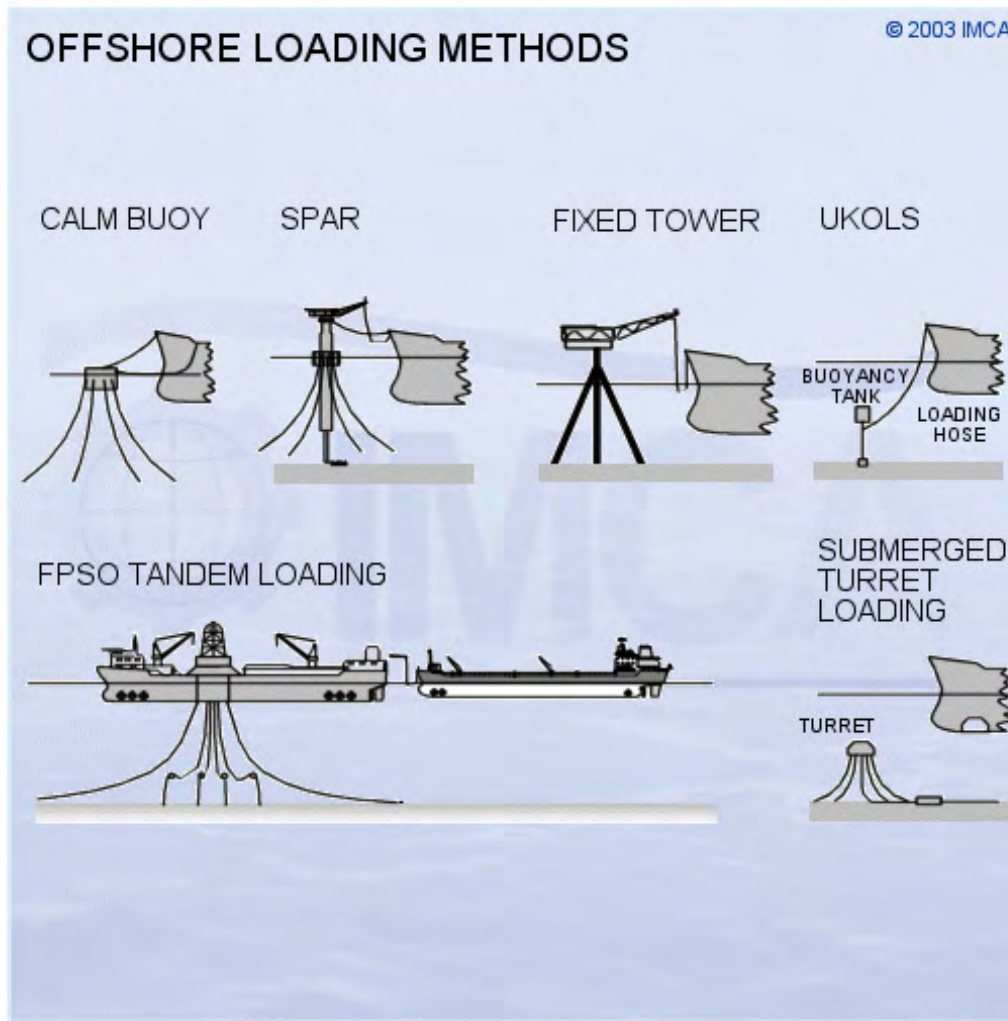 OFFSHORE LOADING METHODS
© 2003 IMCA
CALM BUOY
SPAR
FIXED TOWER
UKOLS
BUOYANCY
TANK
LOADING
HOSE
FPSO TANDEM LOADING
SUBMERGED
TURRET
LOADING
TURRET
IMCA